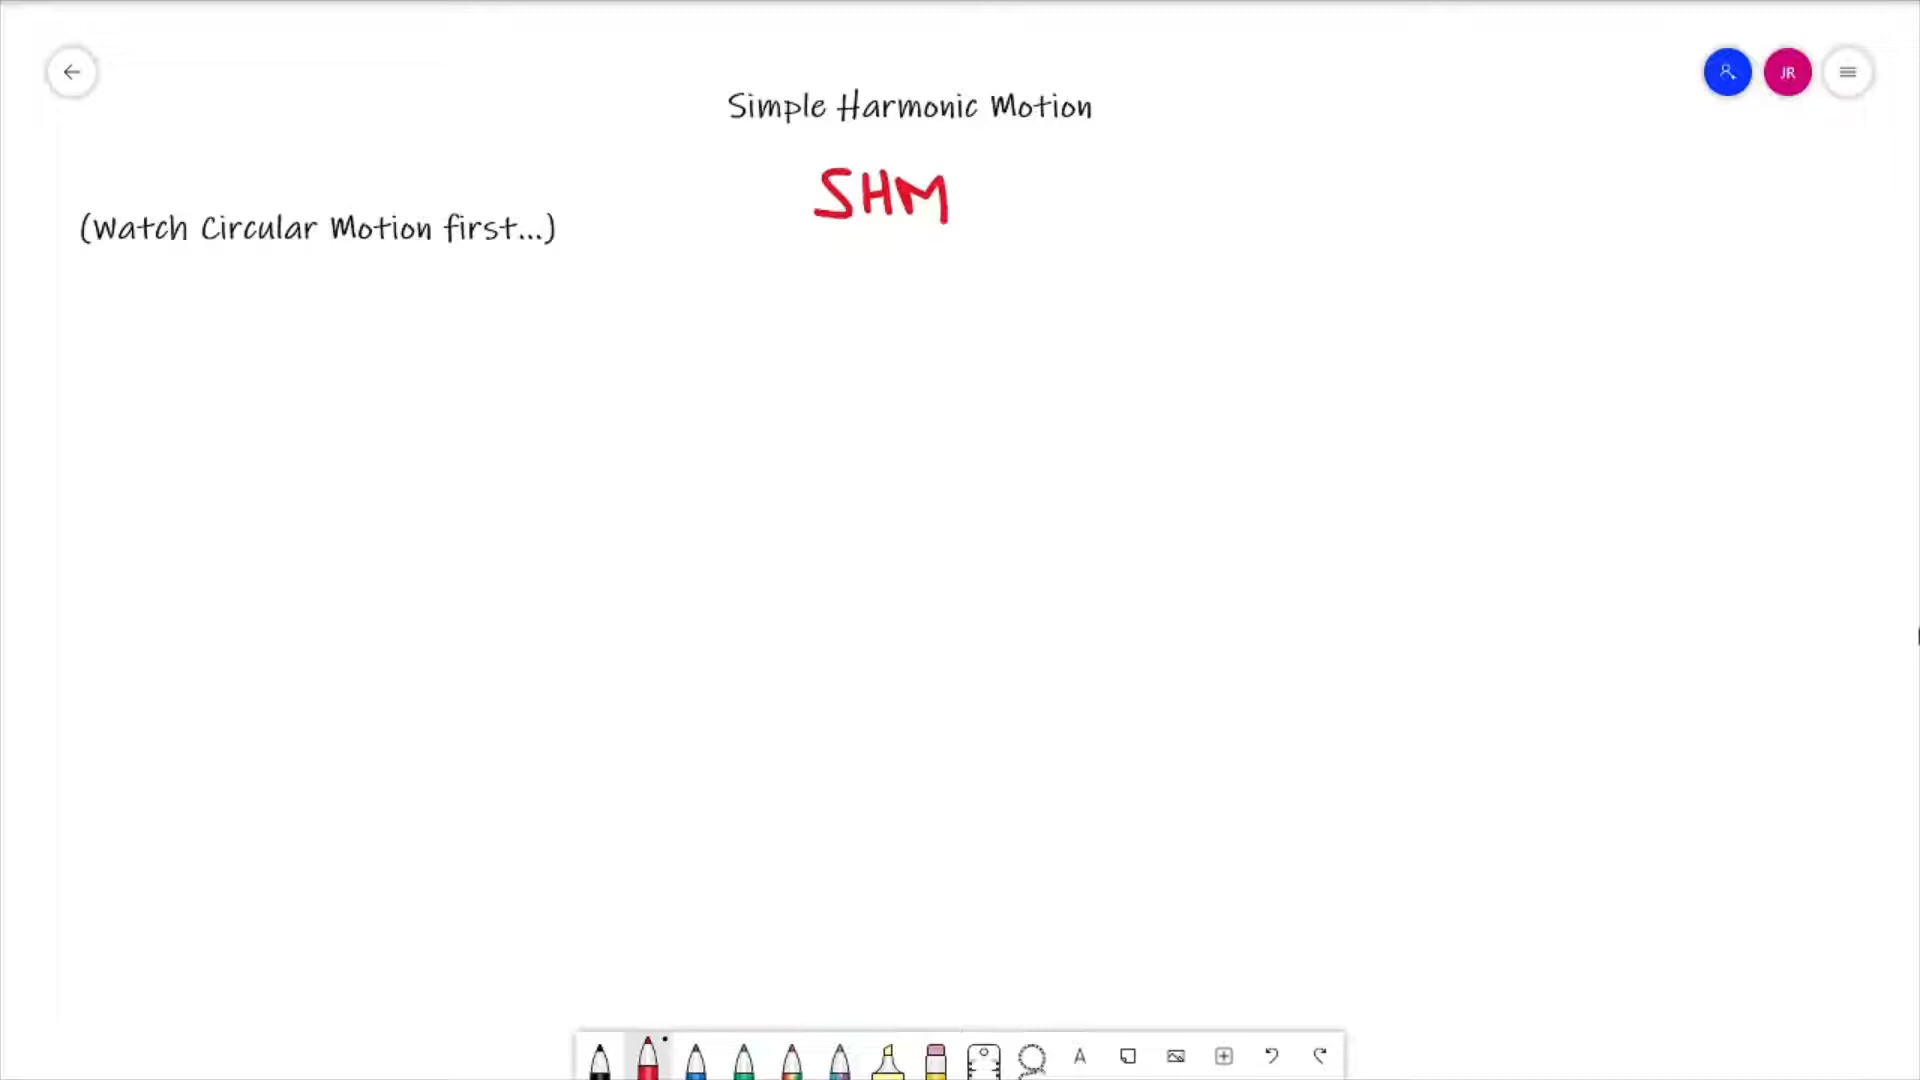 JR
Simple Harmonic Motion
SHM
(Watch Circular Motion first...)
A